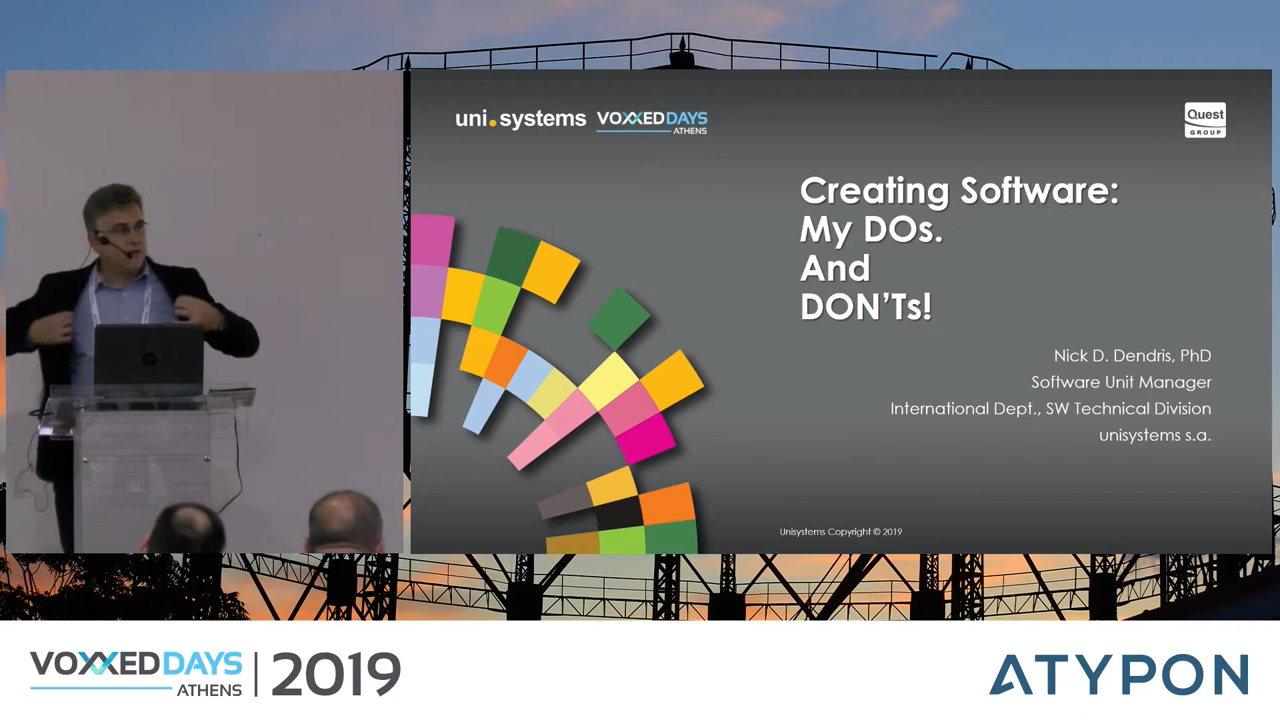 uni.systems VOXXED DAYS
ATHENS
Quest
GROUP
Creating Software:
My DOs.
And
DON'Ts!
Nick D. Dendris, PhD
Software Unit Manager
International Dept., SW Technical Division
unisystems s.a.
Unisystems Copyright © 2019
VOXXED DAYS
ATHENS
2019
ATYPON